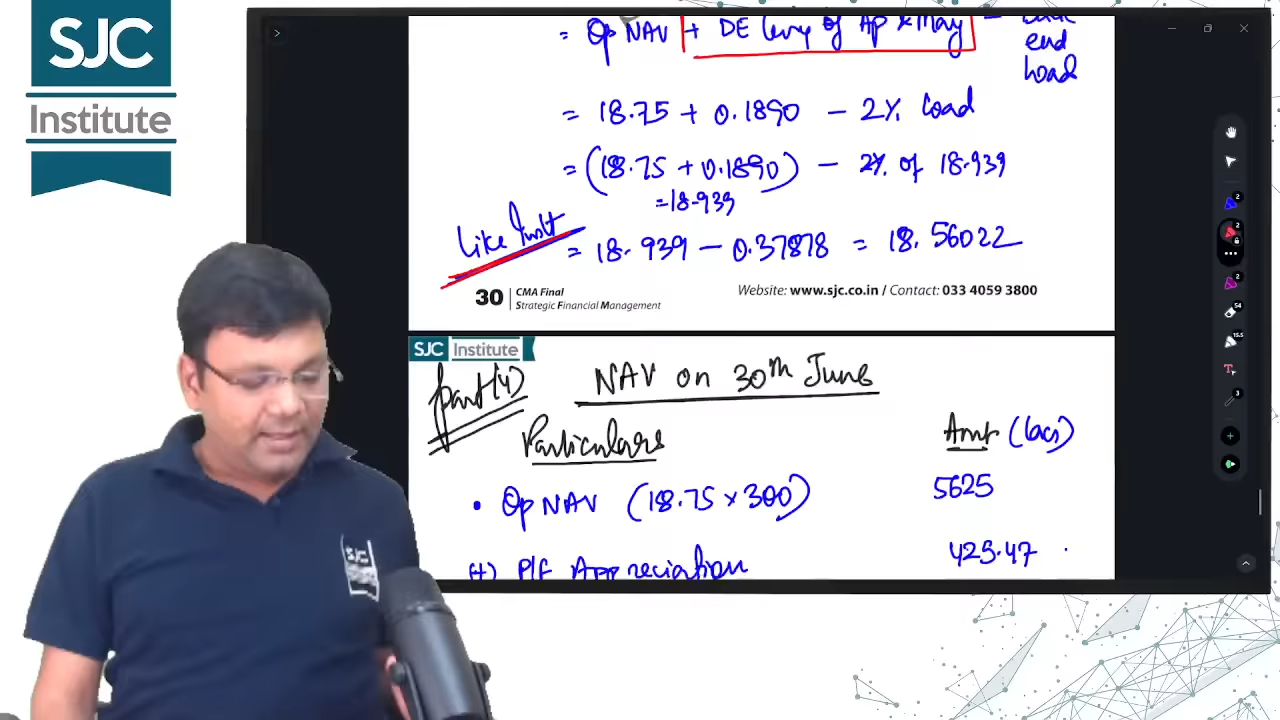 SJC
Institute
= Op NAV + DE levy of Ap & May -
end
Load
= 18.75 + 0.1890 - 2% Load
= (18.75 + 0.1890) - 2% of 18.939
= 18.939
Like
= 18.939 - 0.37878 = 18.56022
30 CMA Final
Strategic Financial Management
Website: www.sjc.co.in / Contact: 033 4059 3800
SJC Institute
Part (4) NAV on 30th June
Particulars Amt (lacs)
• Op NAV (18.75 × 300) 5625
(+) P/F Appreciation 425.47
SJC